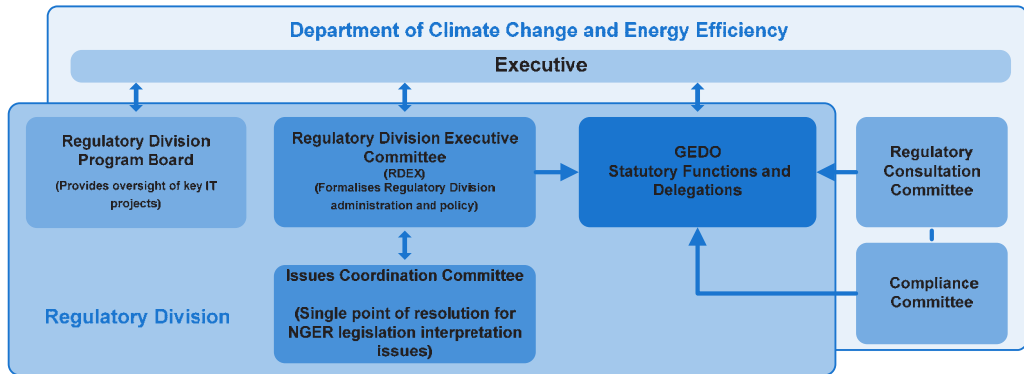 Department of Climate Change and Energy Efficiency
Executive
Regulatory Division
Program Board
(Provides oversight of key IT
projects)
Regulatory Division Executive
Committee
(RDEX)
(Formalises Regulatory Division
administration and policy)
GEDO
Statutory Functions and
Delegations
Regulatory
Consultation
Committee
Issues Coordination Committee
(Single point of resolution for
NGER legislation interpretation
issues)
Compliance
Committee
Regulatory Division